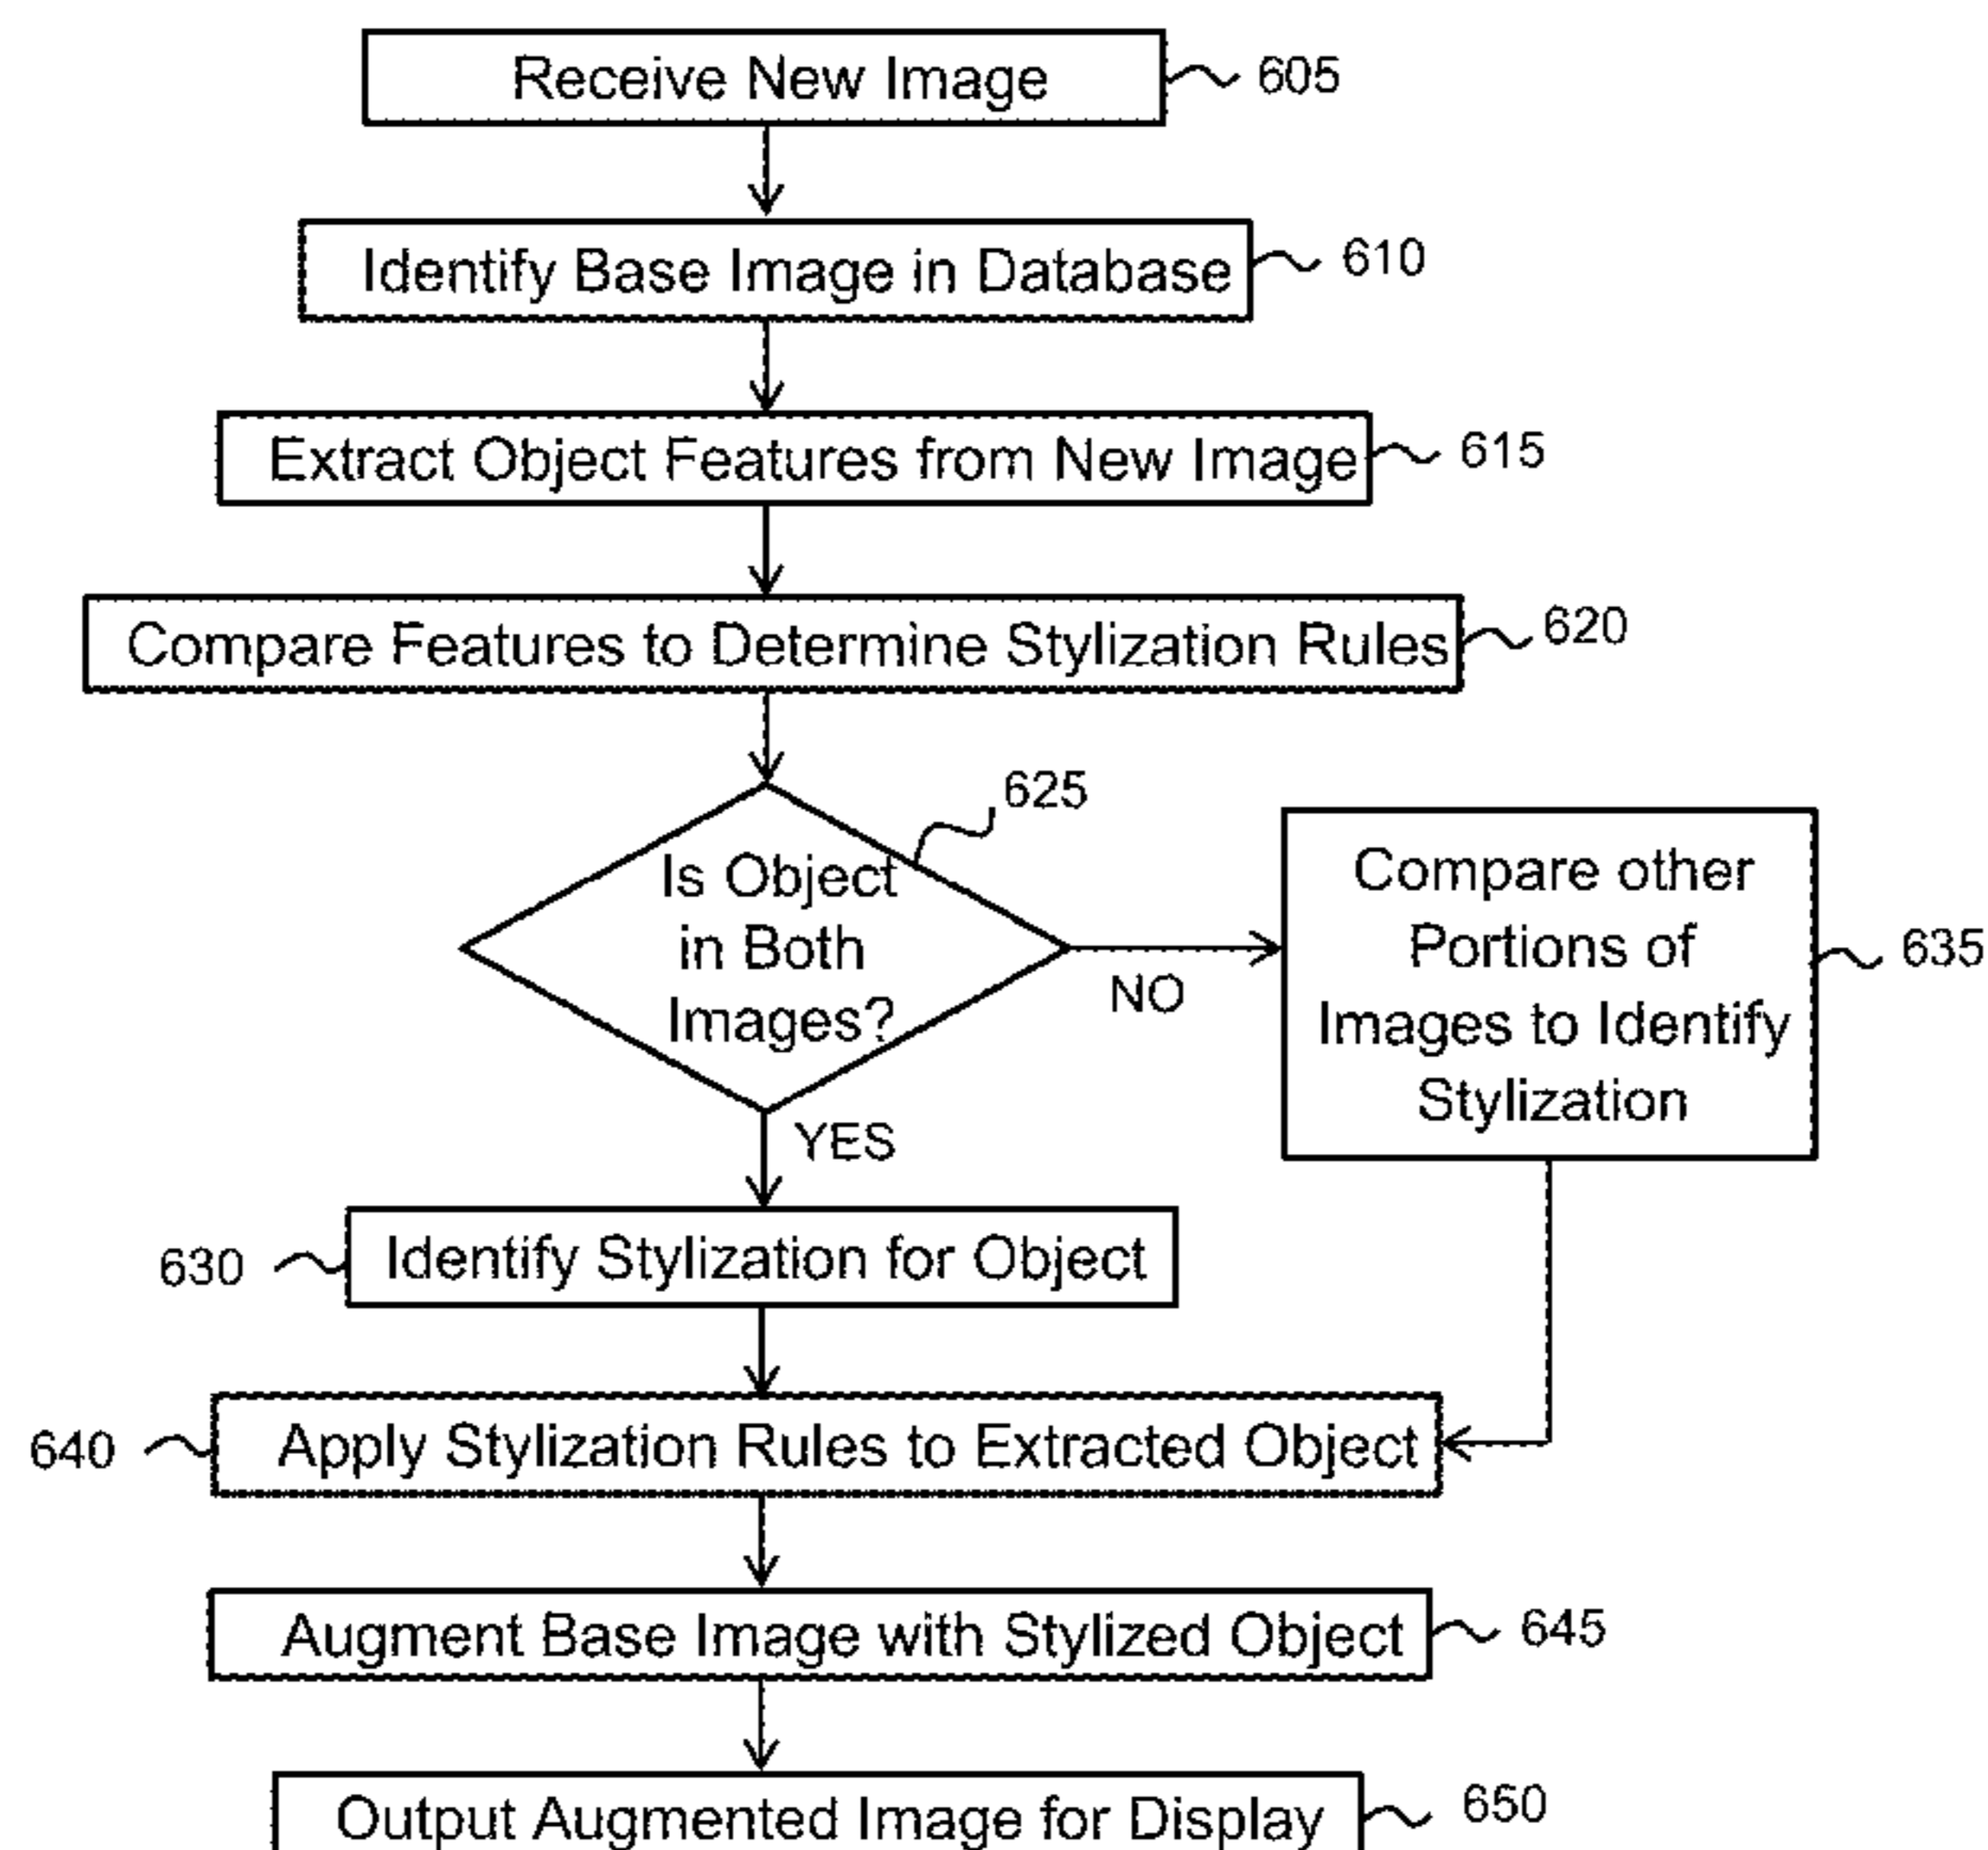 Receive New Image
605
Identify Base Image in Database
610
Extract Object Features from New Image
615
Compare Features to Determine Stylization Rules
620
625
Is Object
in Both
Images?
NO
YES
Compare other
Portions of
Images to Identify
Stylization
635
630
Identify Stylization for Object
640
Apply Stylization Rules to Extracted Object
Augment Base Image with Stylized Object
645
Output Augmented Image for Display
650